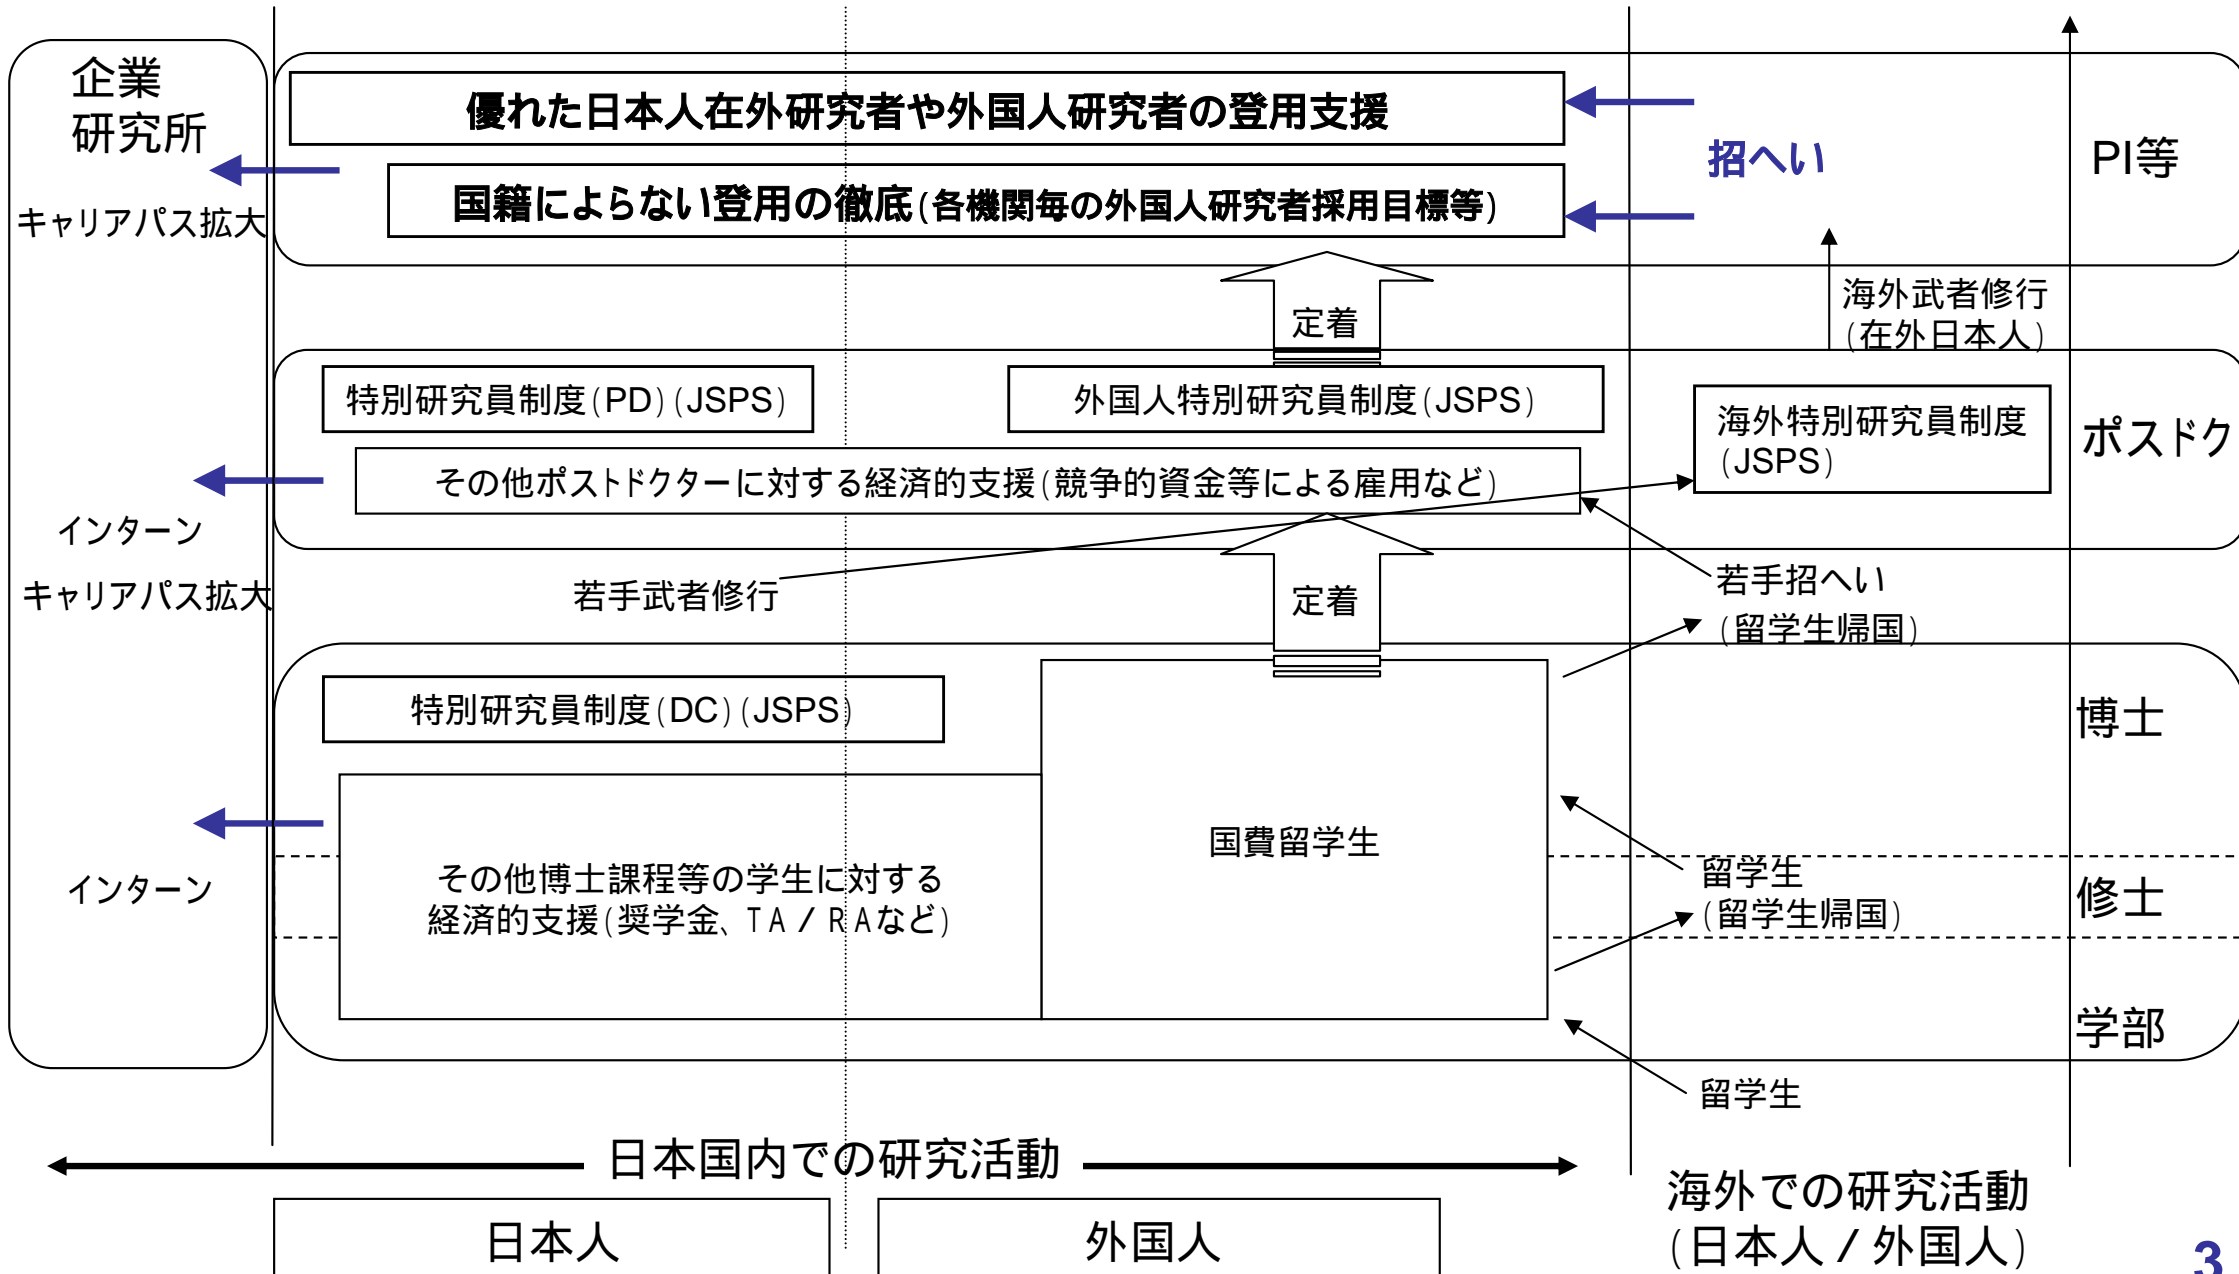 企業
研究所
キャリアパス拡大
優れた日本人在外研究者や外国人研究者の登用支援
国籍によらない登用の徹底(各機関毎の外国人研究者採用目標等)
招へい
PI等
定着
海外武者修行
(在外日本人)
特別研究員制度(PD)(JSPS)
外国人特別研究員制度(JSPS)
海外特別研究員制度
(JSPS)
ポスドク
その他ポストドクターに対する経済的支援(競争的資金等による雇用など)
インターン
キャリアパス拡大
若手武者修行
定着
若手招へい
(留学生帰国)
特別研究員制度(DC)(JSPS)
博士
国費留学生
その他博士課程等の学生に対する
経済的支援(奨学金、TA/RAなど)
インターン
留学生
(留学生帰国)
修士
学部
留学生
日本国内での研究活動
海外での研究活動
(日本人/外国人)
日本人
外国人
3